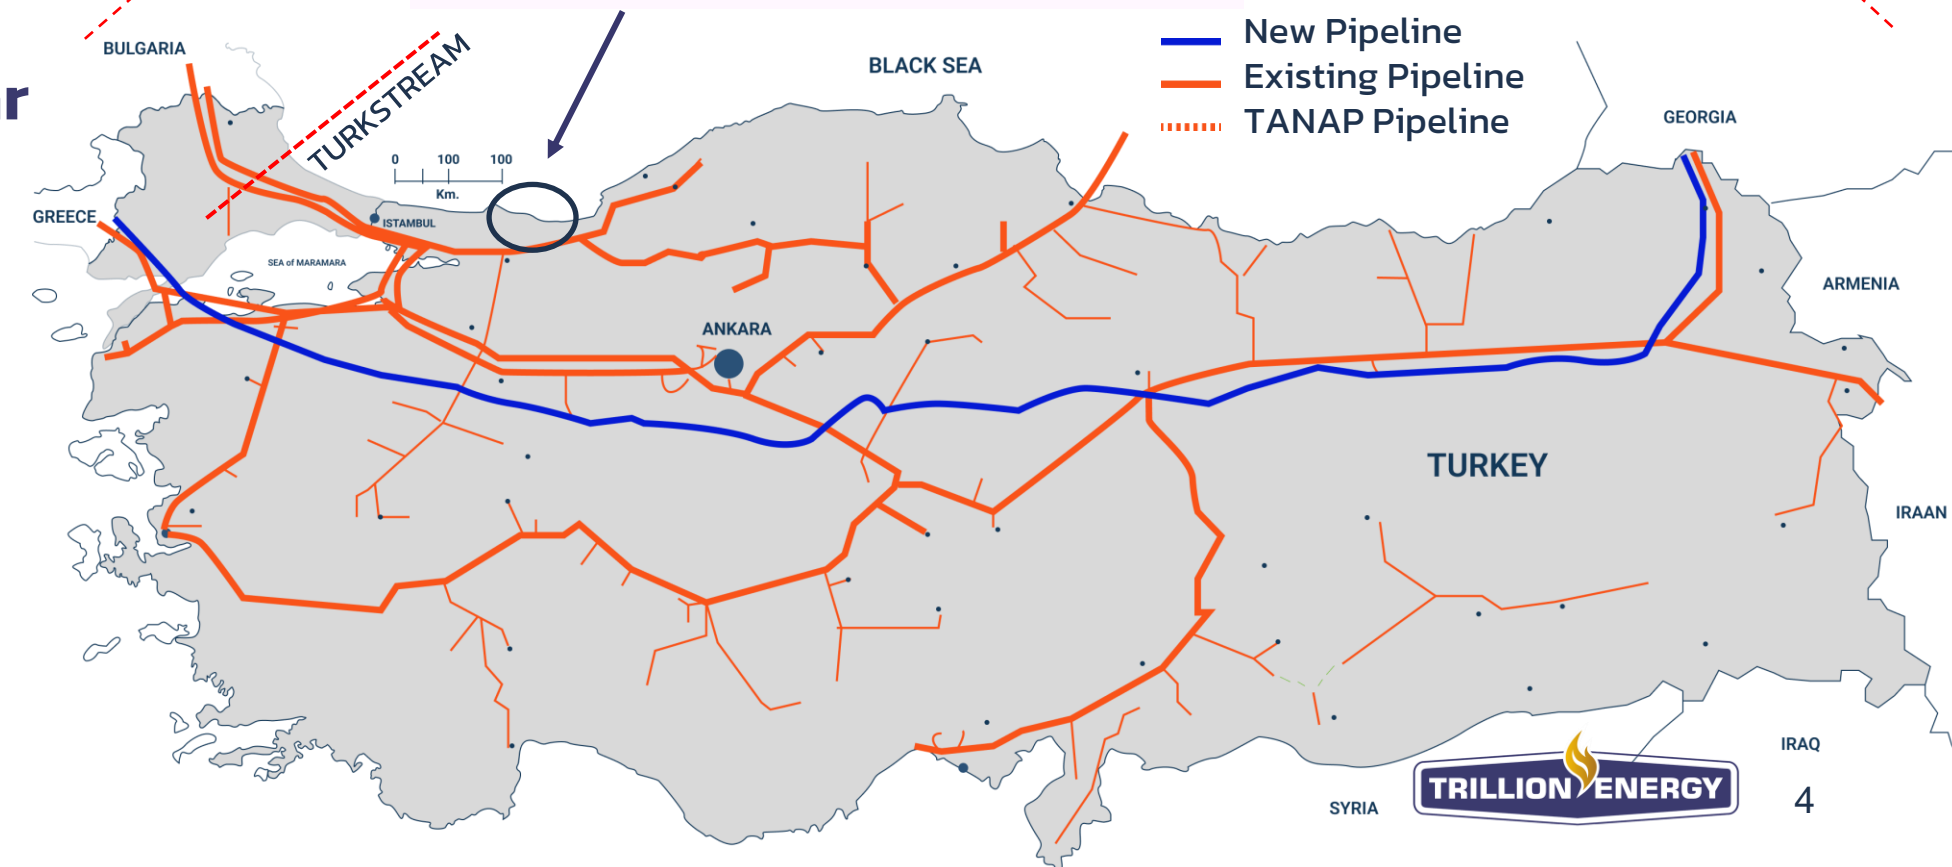 BULGARIA
TURKSTREAM
BLACK SEA
New Pipeline
Existing Pipeline
TANAP Pipeline
GEORGIA
r
0 100 100
Km.
GREECE
ISTAMBUL
SEA of MARAMARA
ARMENIA
ANKARA
TURKEY
IRAAN
IRAQ
SYRIA
TRILLION ENERGY
4